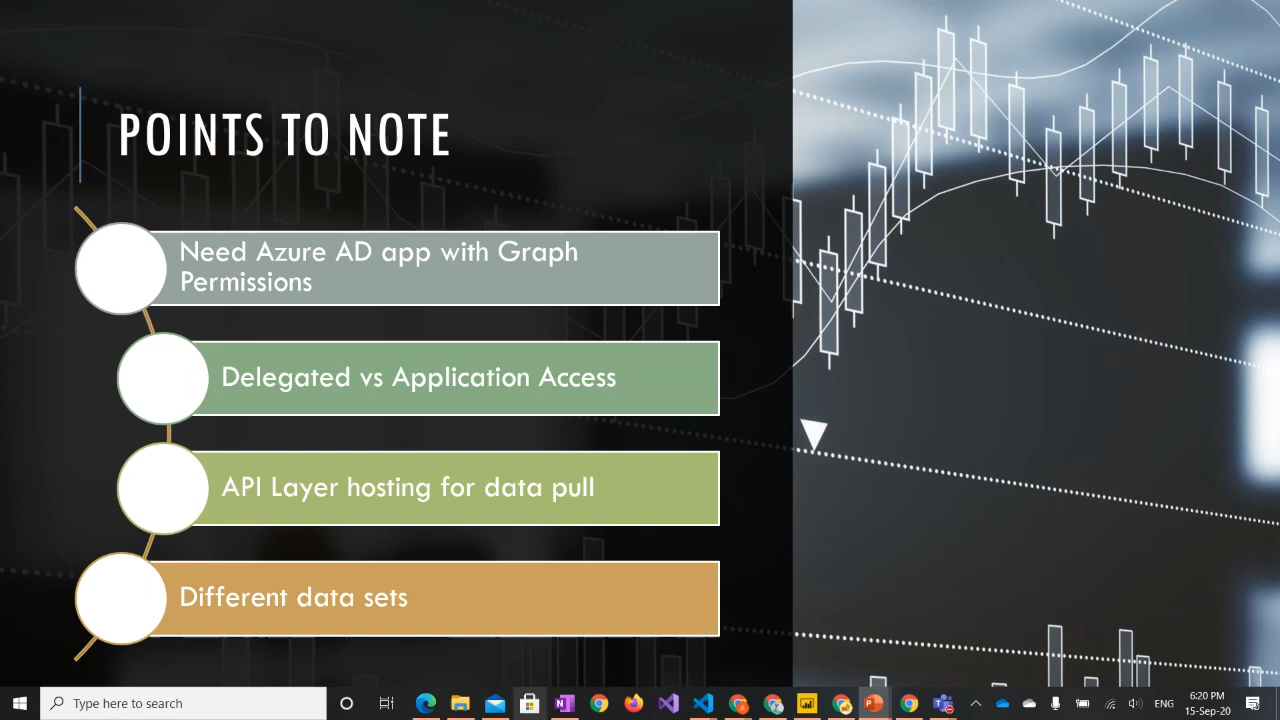 POINTS TO NOTE
Need Azure AD app with Graph
Permissions
Delegated vs Application Access
API Layer hosting for data pull
Different data sets
Type here to search
ENG
6:20 PM
15-Sep-20